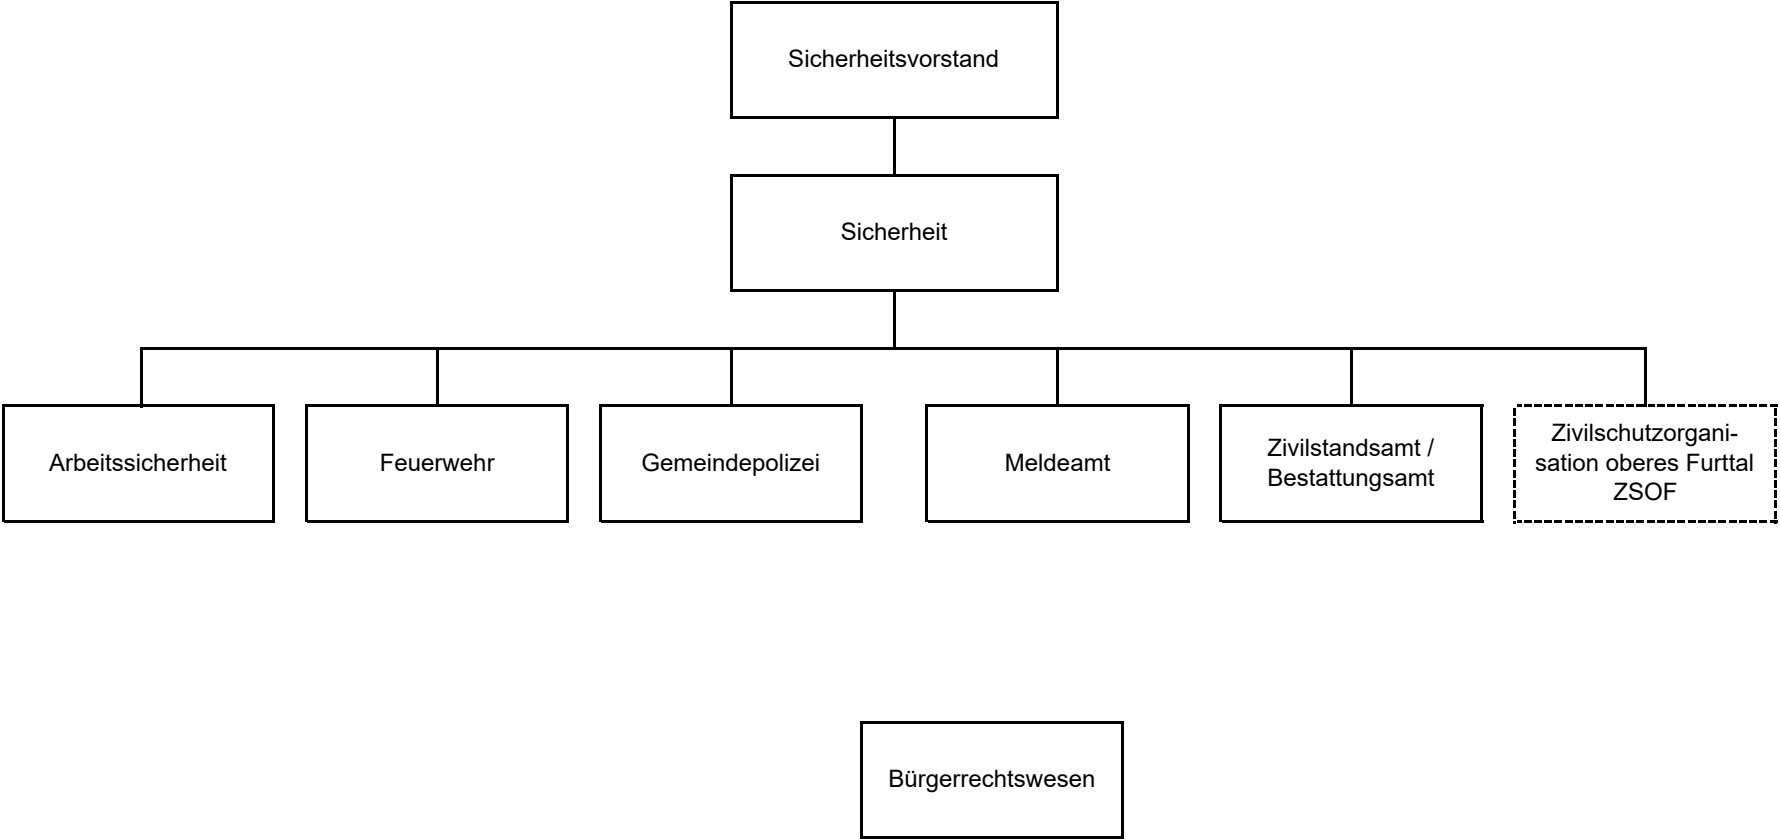 Sicherheitsvorstand
Sicherheit
Arbeitssicherheit
Feuerwehr
Gemeindepolizei
Meldeamt
Zivilstandsamt /
Bestattungsamt
Zivilschutzorgani-
sation oberes Furttal
ZSOF
Bürgerrechtswesen